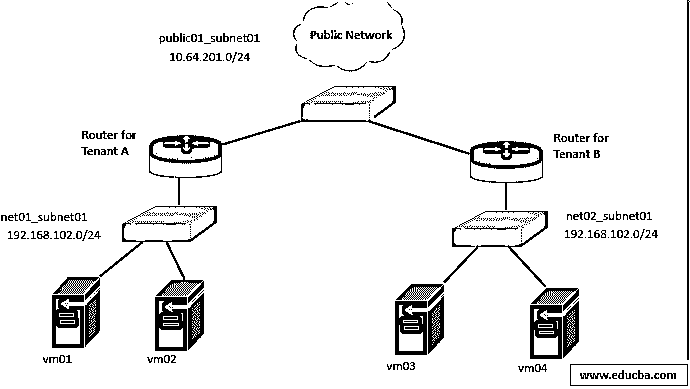 public01_subnet01
10.64.201.0/24
Public Network
Router for
Tenant A
Router for
Tenant B
net01_subnet01
192.168.102.0/24
net02_subnet01
192.168.102.0/24
vm01
vm02
vm03
vm04
www.educba.com